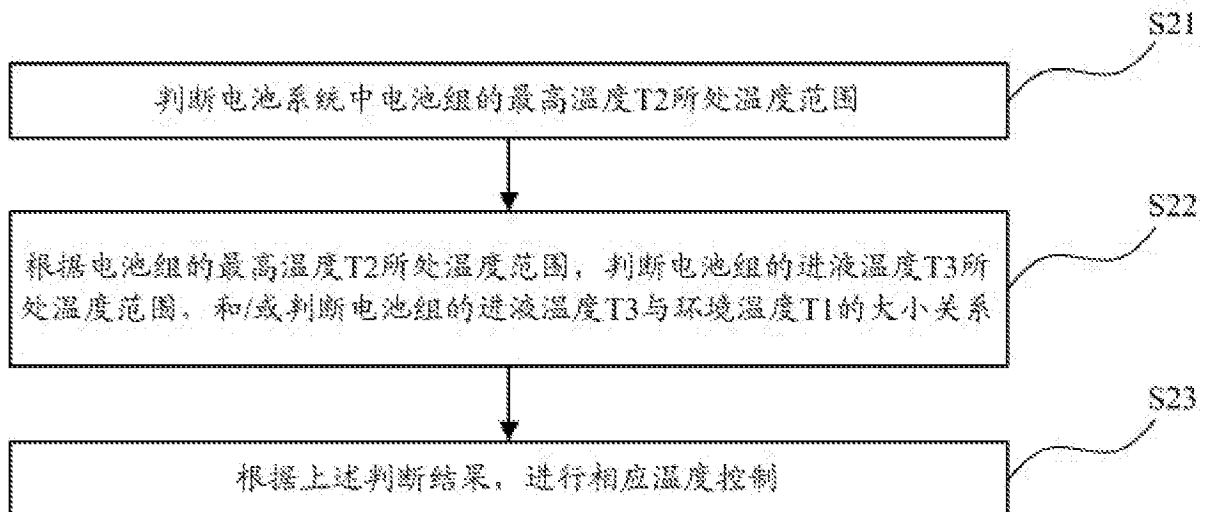 S21
判断电池系统中电池组的最高温度T2所处温度范围
S22
根据电池组的最高温度T2所处温度范围，判断电池组的进液温度T3所
处温度范围，和/或判断电池组的进液温度T3与环境温度T1的大小关系
S23
根据上述判断结果，进行相应温度控制